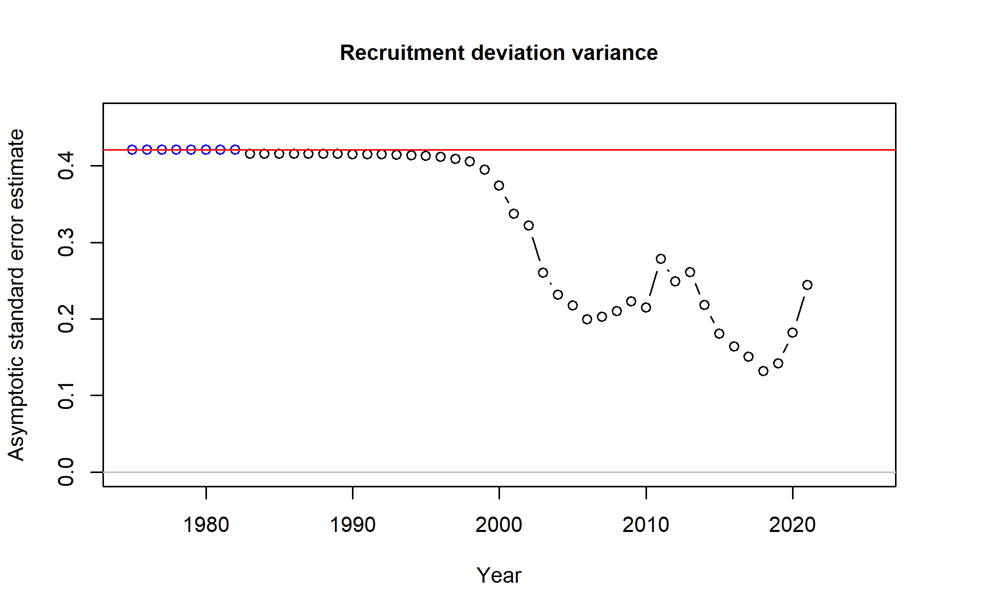 Recruitment deviation variance
Asymptotic standard error estimate
0.4
0.3
0.2
0.1
0.0
1980 1990 2000 2010 2020
Year